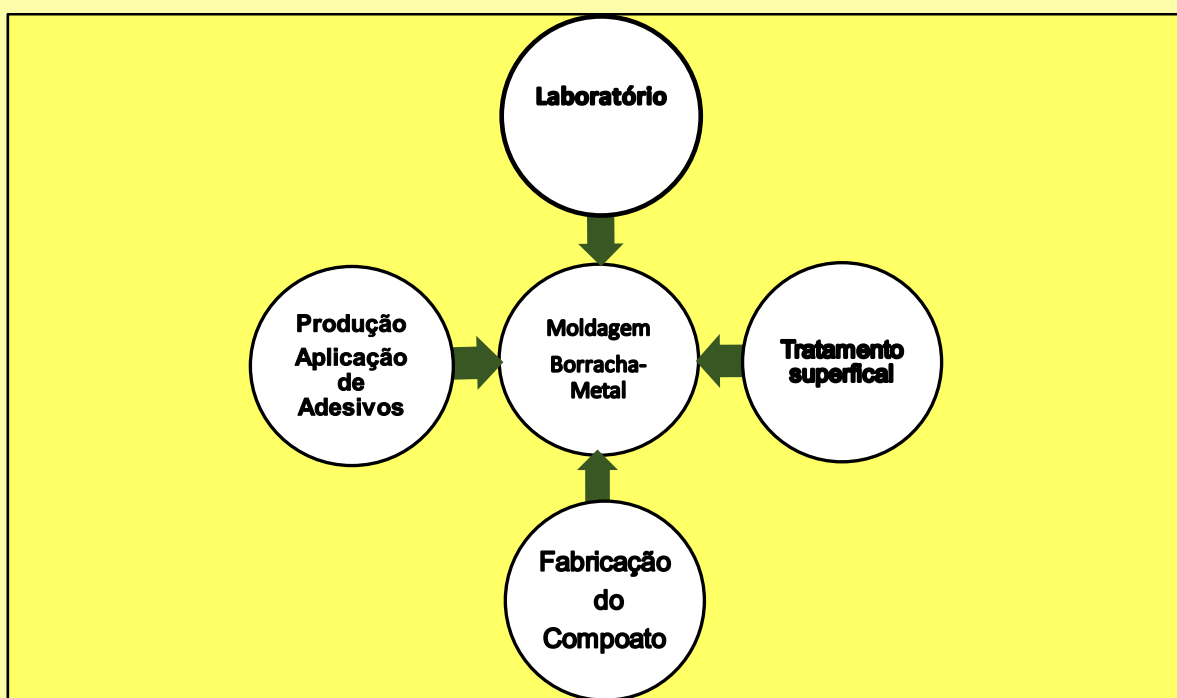 Laboratório
Produção
Aplicação
de
Adesivos
Moldagem
Borracha-
Metal
Tratamento
superfical
Fabricação
do
Compoato